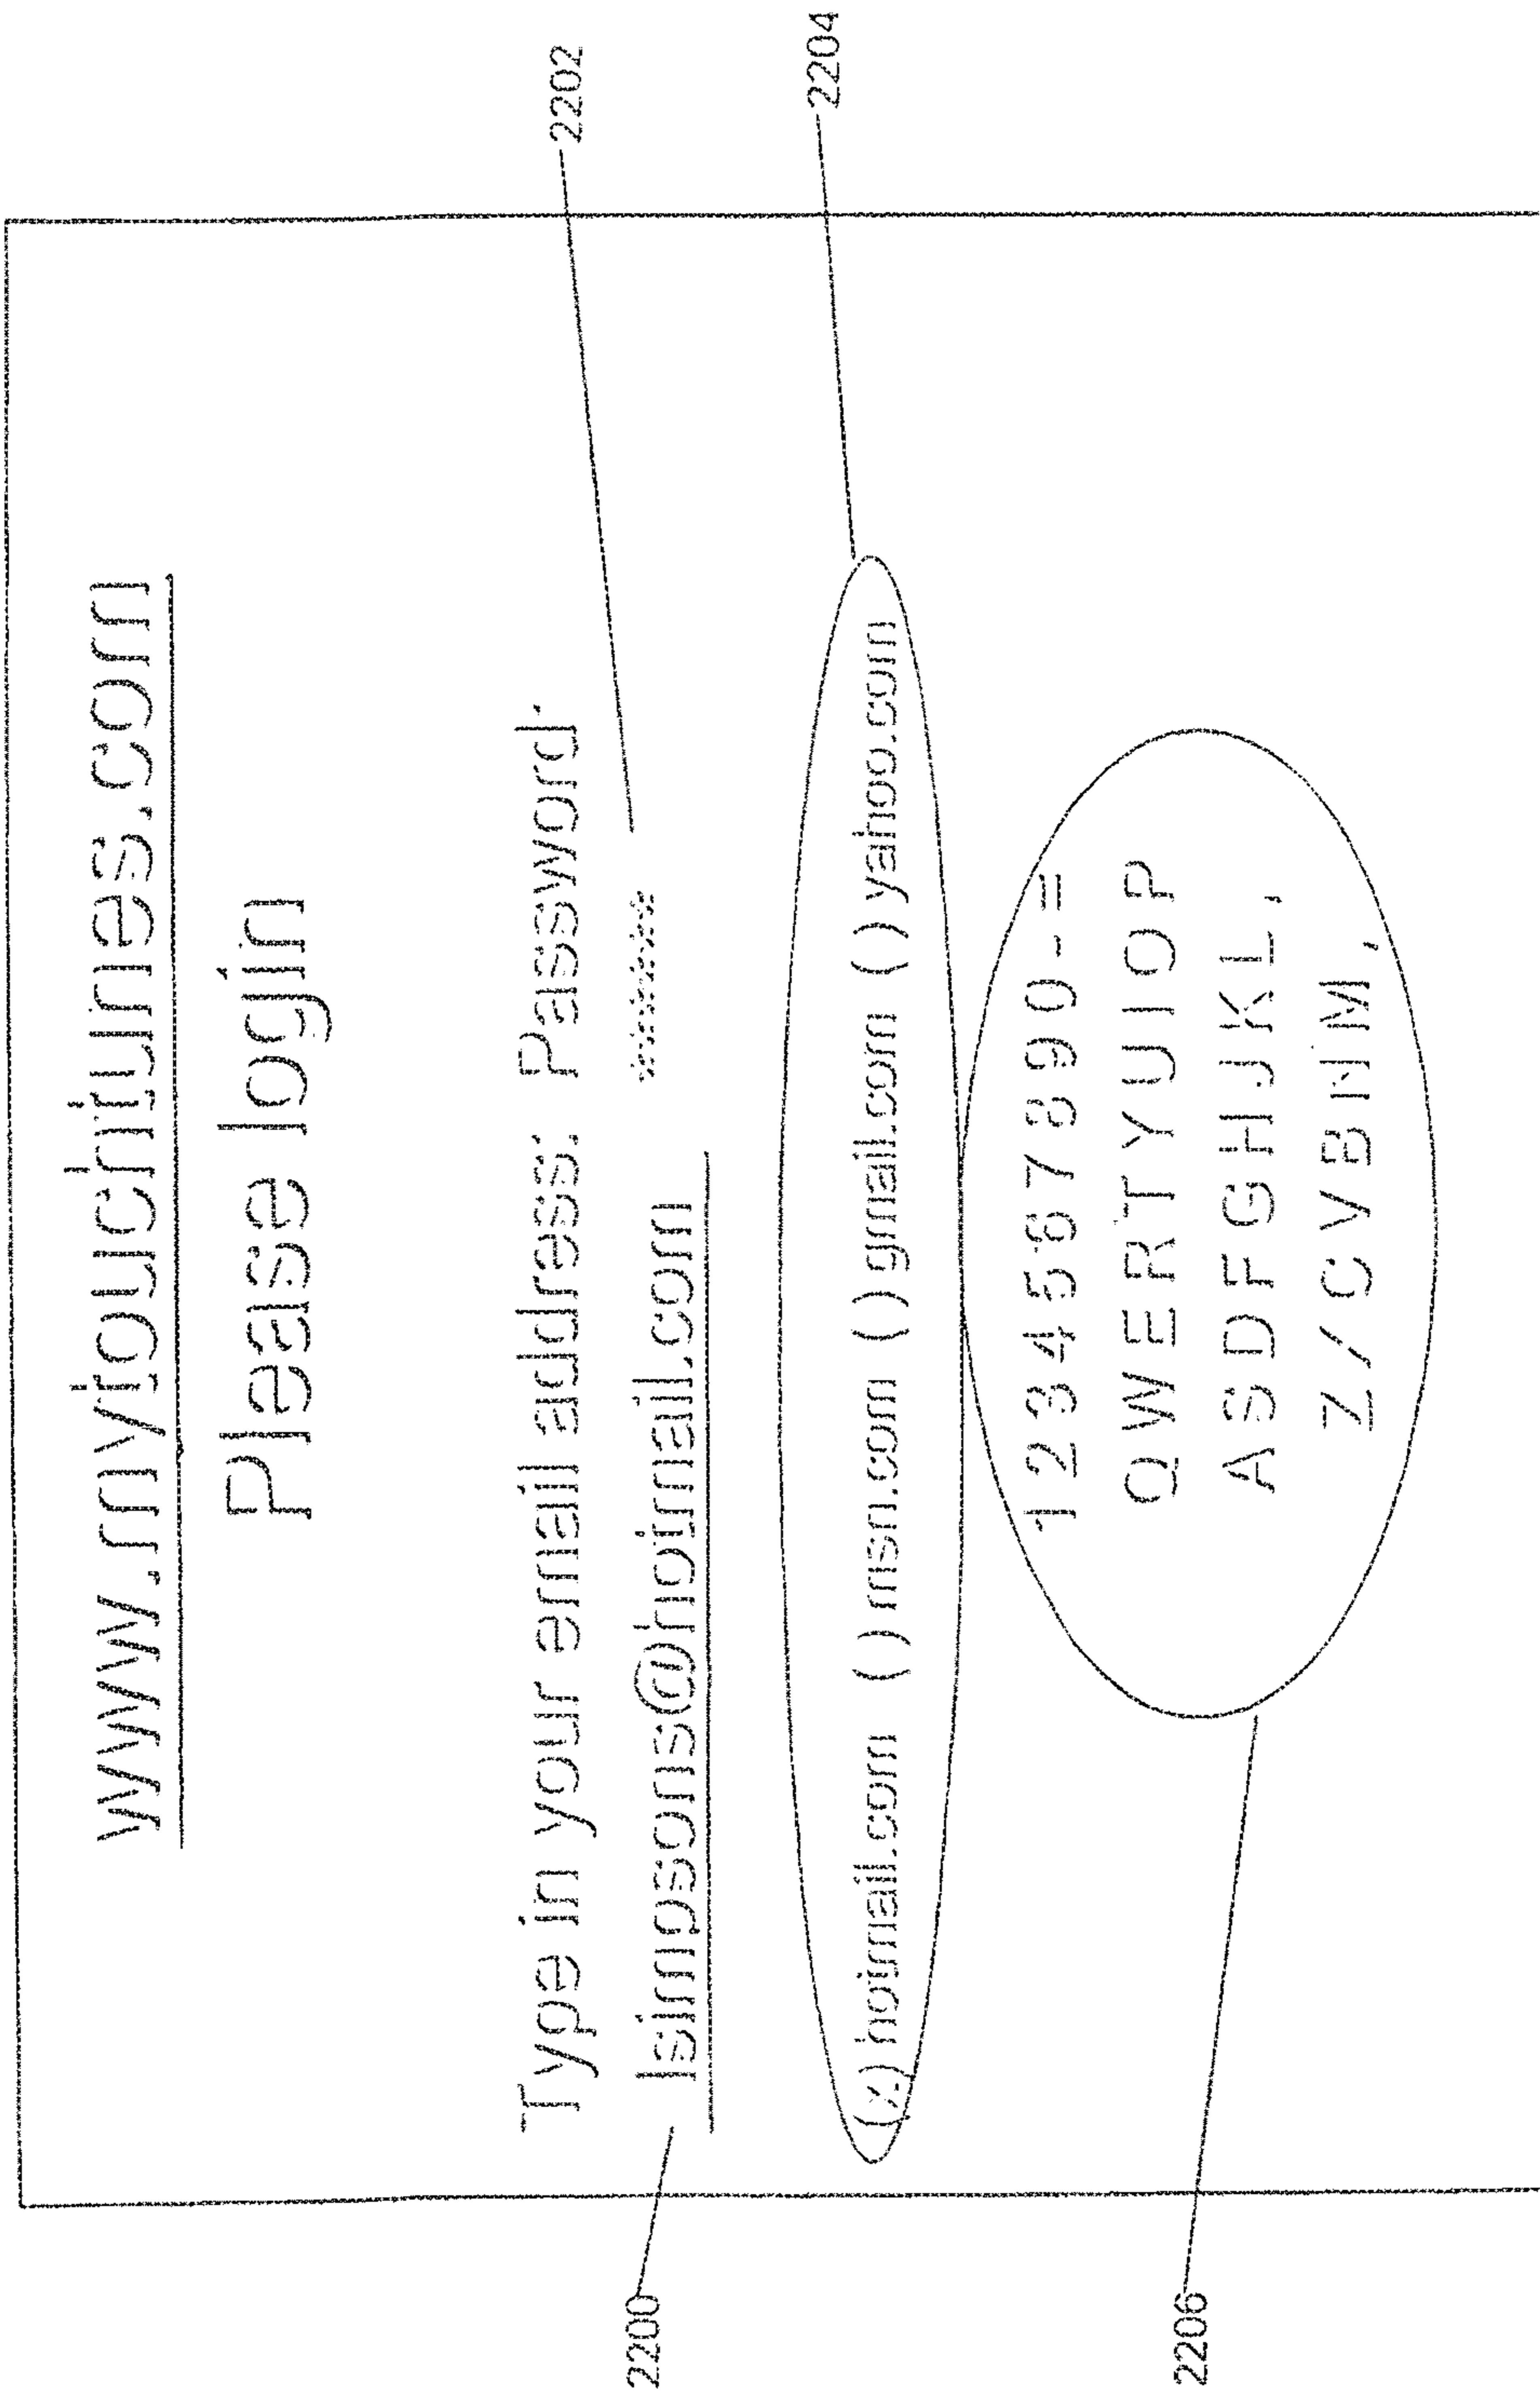 www.mytouchtunes.com
Please login
Type in your email address: Password:
lsimpsons@hotmail.com ******
(x) hotmail.com () msn.com () gmail.com () yahoo.com
1 2 3 4 5 6 7 8 9 0 - =
Q W E R T Y U I O P
A S D F G H J K L ,
Z / C V B N M ,
2200
2202
2204
2206